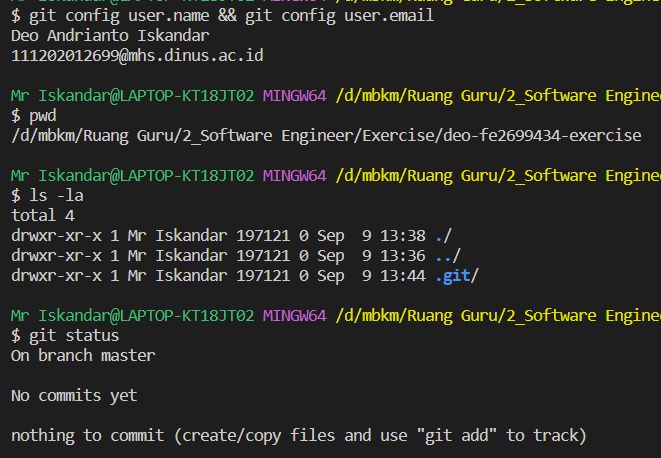 $ git config user.name && git config user.email
Deo Andrianto Iskandar
111202012699@mhs.dinus.ac.id
Mr Iskandar@LAPTOP-KT18JT02 MINGW64 /d/mbkm/Ruang Guru/2_Software Enginee
$ pwd
/d/mbkm/Ruang Guru/2_Software Engineer/Exercise/deo-fe2699434-exercise
Mr Iskandar@LAPTOP-KT18JT02 MINGW64 /d/mbkm/Ruang Guru/2_Software Enginee
$ ls -la
total 4
drwxr-xr-x 1 Mr Iskandar 197121 0 Sep  9 13:38 ./
drwxr-xr-x 1 Mr Iskandar 197121 0 Sep  9 13:36 ../
drwxr-xr-x 1 Mr Iskandar 197121 0 Sep  9 13:44 .git/
Mr Iskandar@LAPTOP-KT18JT02 MINGW64 /d/mbkm/Ruang Guru/2_Software Enginee
$ git status
On branch master
No commits yet
nothing to commit (create/copy files and use "git add" to track)